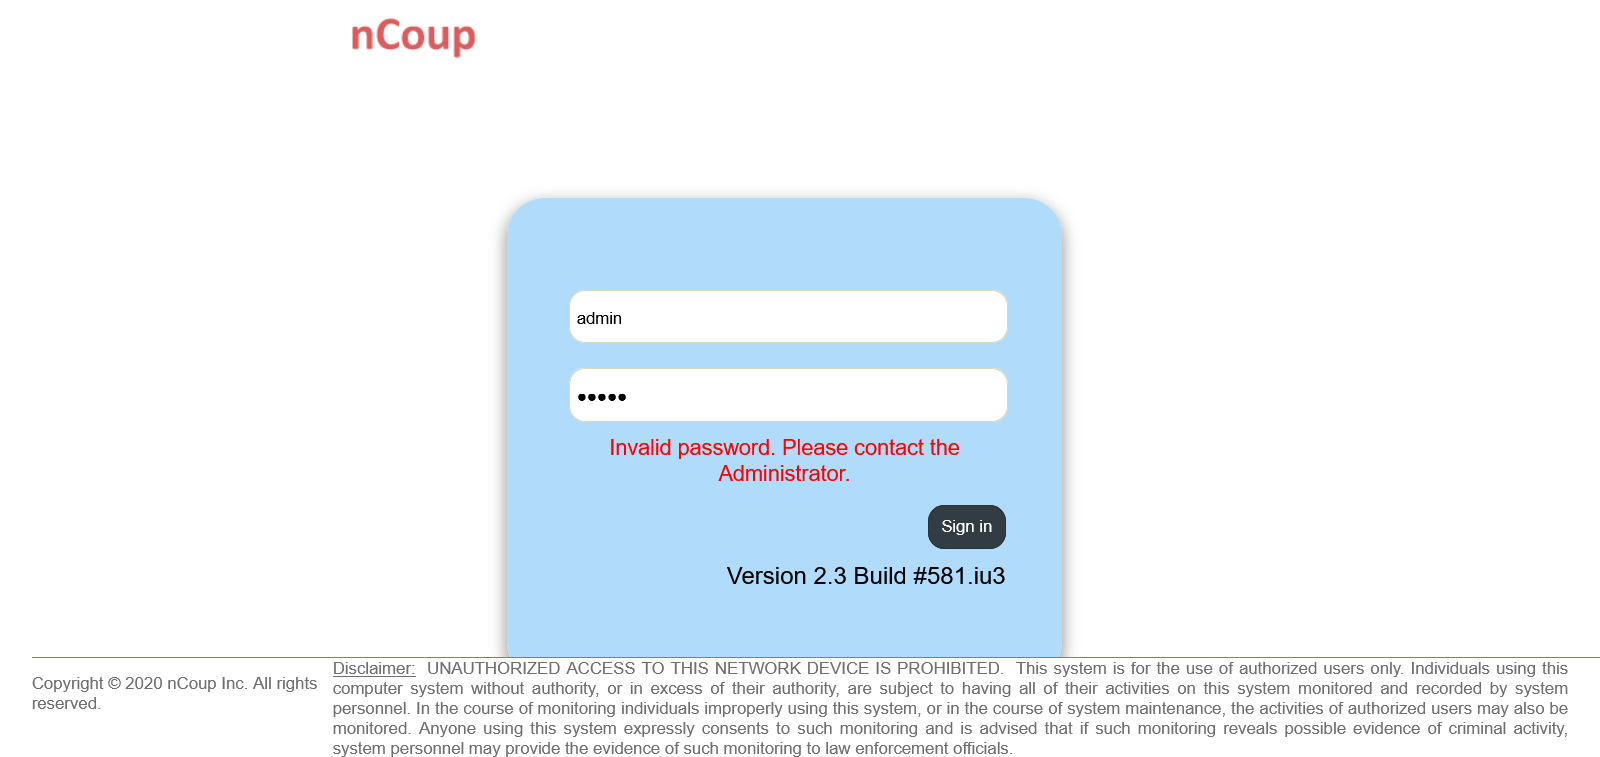 nCoup
admin
•••••
Invalid password. Please contact the
Administrator.
Sign in
Version 2.3 Build #581.iu3
Copyright © 2020 nCoup Inc. All rights
reserved.
Disclaimer: UNAUTHORIZED ACCESS TO THIS NETWORK DEVICE IS PROHIBITED. This system is for the use of authorized users only. Individuals using this
computer system without authority, or in excess of their authority, are subject to having all of their activities on this system monitored and recorded by system
personnel. In the course of monitoring individuals improperly using this system, or in the course of system maintenance, the activities of authorized users may also be
monitored. Anyone using this system expressly consents to such monitoring and is advised that if such monitoring reveals possible evidence of criminal activity,
system personnel may provide the evidence of such monitoring to law enforcement officials.